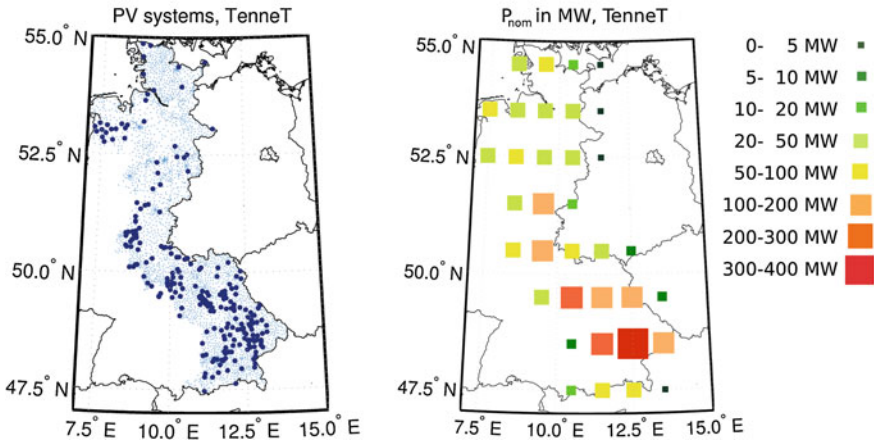 PV systems, TenneT
55.0° N
52.5° N
50.0° N
47.5° N
7.5° E
10.0° E
12.5° E
15.0° E
Pnom in MW, TenneT
55.0° N
52.5° N
50.0° N
47.5° N
7.5° E
10.0° E
12.5° E
15.0° E
0- 5 MW
5- 10 MW
10- 20 MW
20- 50 MW
50-100 MW
100-200 MW
200-300 MW
300-400 MW